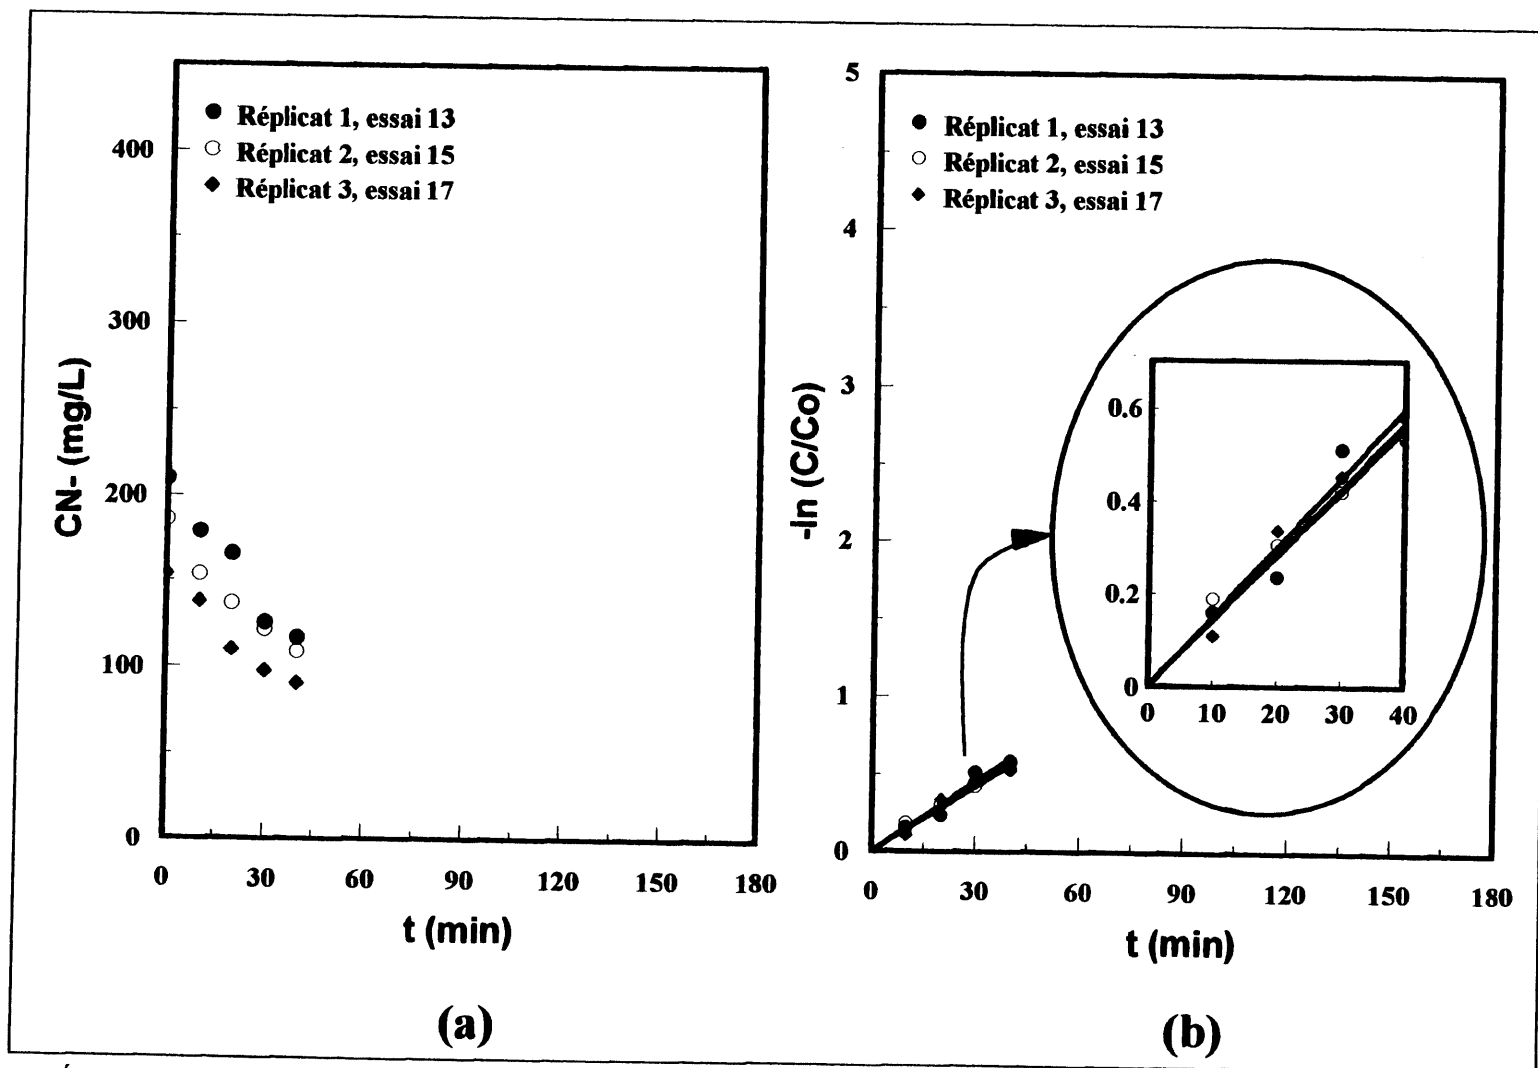 Réplicat 1, essai 13
Réplicat 2, essai 15
Réplicat 3, essai 17
400
300
200
100
0
CN- (mg/L)
0 30 60 90 120 150 180
t (min)
(a)
5
4
3
2
1
0
-ln (C/Co)
Réplicat 1, essai 13
Réplicat 2, essai 15
Réplicat 3, essai 17
0.6
0.4
0.2
0
0 10 20 30 40
0 30 60 90 120 150 180
t (min)
(b)